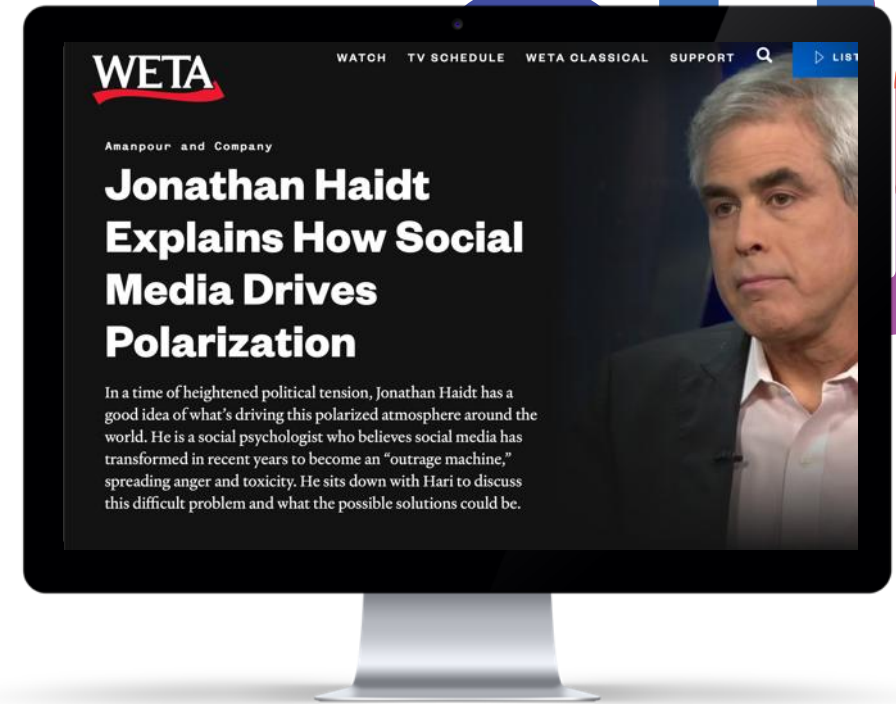 WETA
WATCH TV SCHEDULE WETA CLASSICAL SUPPORT
Amanpour and Company
Jonathan Haidt
Explains How Social
Media Drives
Polarization
In a time of heightened political tension, Jonathan Haidt has a
good idea of what’s driving this polarized atmosphere around the
world. He is a social psychologist who believes social media has
transformed in recent years to become an “outrage machine,”
spreading anger and toxicity. He sits down with Hari to discuss
this difficult problem and what the possible solutions could be.